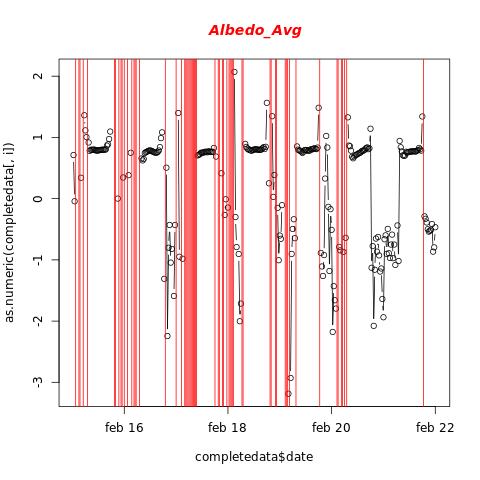 Albedo_Avg
as.numeric(completedata[, i])
2
1
0
-1
-2
-3
feb 16
feb 18
feb 20
feb 22
completedata$date